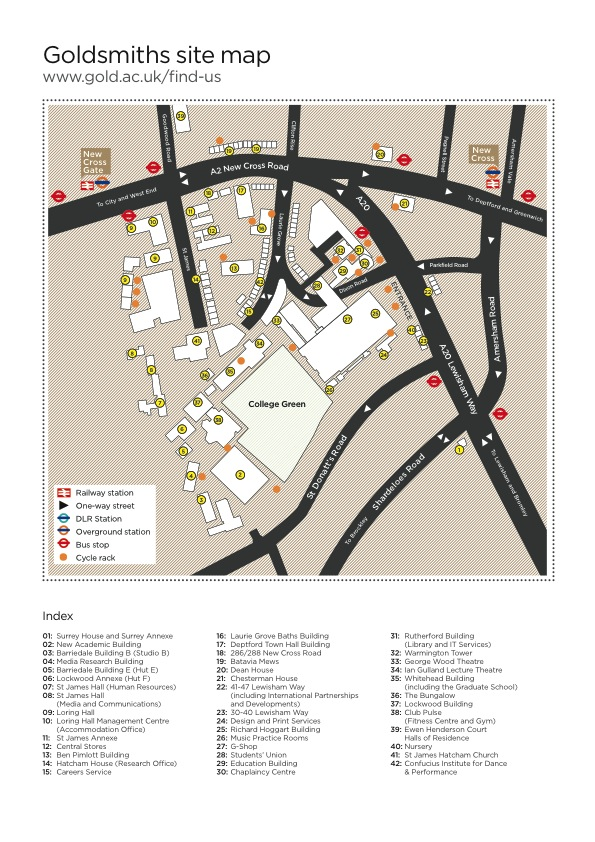 Goldsmiths site map
www.gold.ac.uk/find-us
Goodwood Road
Clifton Rise
Pagnell Street
Amersham Vale
New
Cross
Gate
New
Cross
A2 New Cross Road
To City and West End
To Deptford and Greenwich
A20
St James
Laurie Grove
Dixon Road
Parkfield Road
ENTRANCE
Amersham Road
A20 Lewisham Way
College Green
St Donatt's Road
Shardeloes Road
To Brockley
To Lewisham and Bromley
Railway station
One-way street
DLR Station
Overground station
Bus stop
Cycle rack
Index
01: Surrey House and Surrey Annexe
02: New Academic Building
03: Barriedale Building B (Studio B)
04: Media Research Building
05: Barriedale Building E (Hut E)
06: Lockwood Annexe (Hut F)
07: St James Hall (Human Resources)
08: St James Hall
(Media and Communications)
09: Loring Hall
10: Loring Hall Management Centre
(Accommodation Office)
11: St James Annexe
12: Central Stores
13: Ben Pimlott Building
14: Hatcham House (Research Office)
15: Careers Service
16: Laurie Grove Baths Building
17: Deptford Town Hall Building
18: 286/288 New Cross Road
19: Batavia Mews
20: Dean House
21: Chesterman House
22: 41-47 Lewisham Way
(including International Partnerships
and Developments)
23: 30-40 Lewisham Way
24: Design and Print Services
25: Richard Hoggart Building
26: Music Practice Rooms
27: G-Shop
28: Students' Union
29: Education Building
30: Chaplaincy Centre
31: Rutherford Building
(Library and IT Services)
32: Warmington Tower
33: George Wood Theatre
34: Ian Gulland Lecture Theatre
35: Whitehead Building
(including the Graduate School)
36: The Bungalow
37: Lockwood Building
38: Club Pulse
(Fitness Centre and Gym)
39: Ewen Henderson Court
Halls of Residence
40: Nursery
41: St James Hatcham Church
42: Confucius Institute for Dance
& Performance